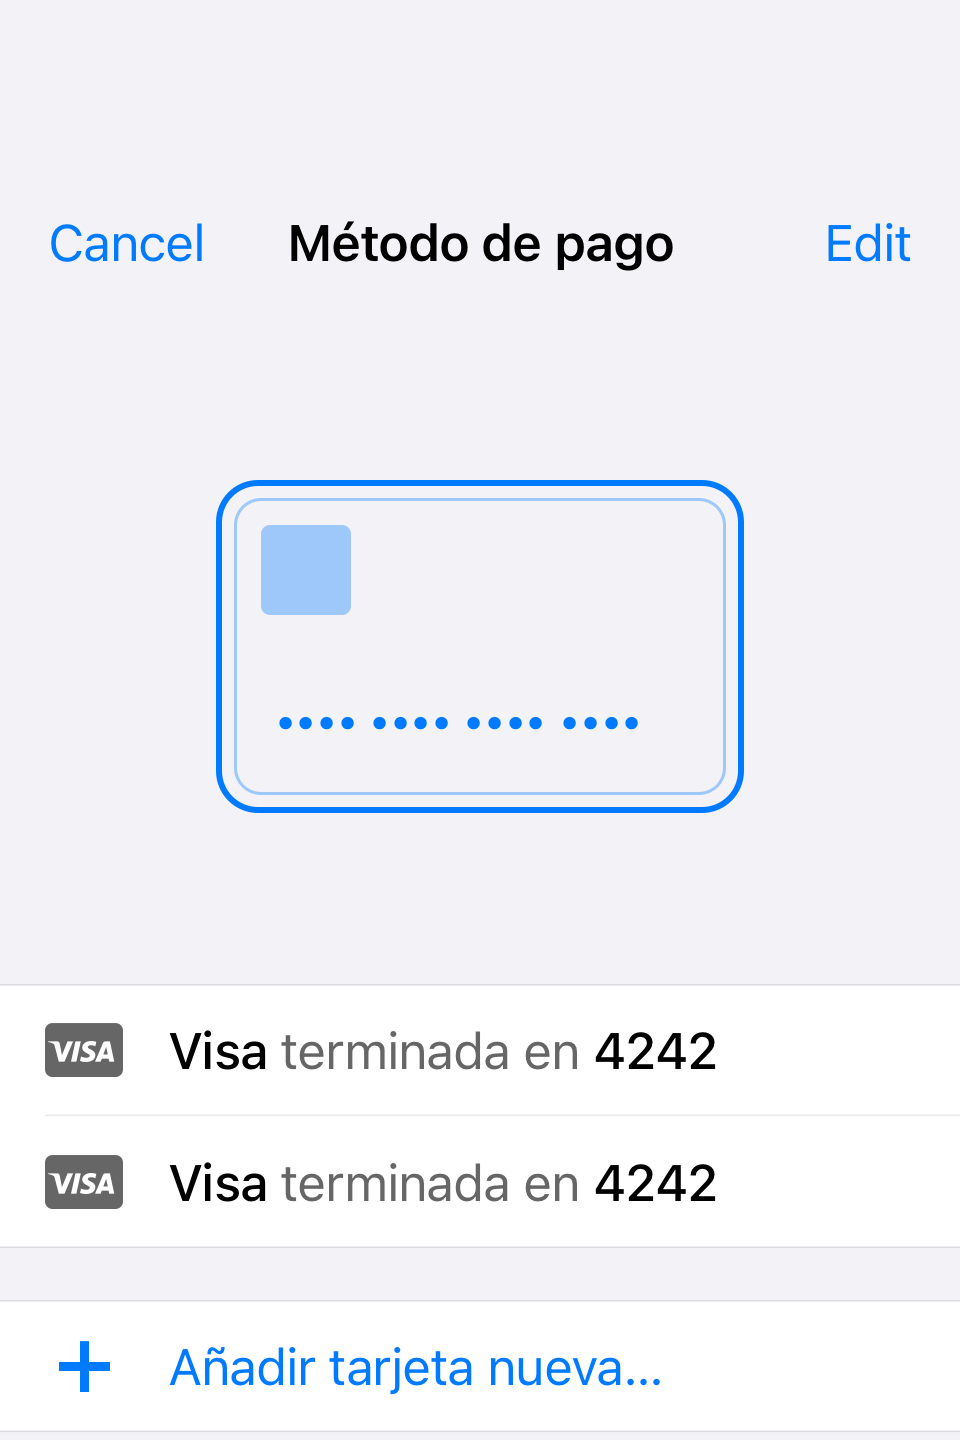 Cancel Método de pago Edit
•••• •••• •••• ••••
VISA Visa terminada en 4242
VISA Visa terminada en 4242
+ Añadir tarjeta nueva...